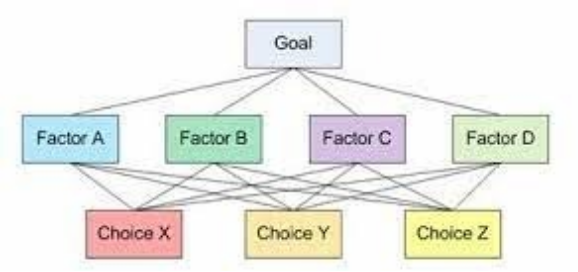 Goal
Factor A
Factor B
Factor C
Factor D
Choice X
Choice Y
Choice Z